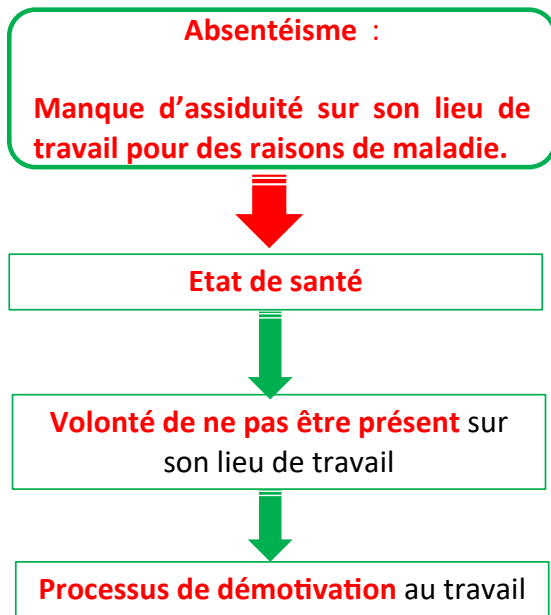 Absentéisme :
Manque d’assiduité sur son lieu de
travail pour des raisons de maladie.
Etat de santé
Volonté de ne pas être présent sur
son lieu de travail
Processus de démotivation au travail